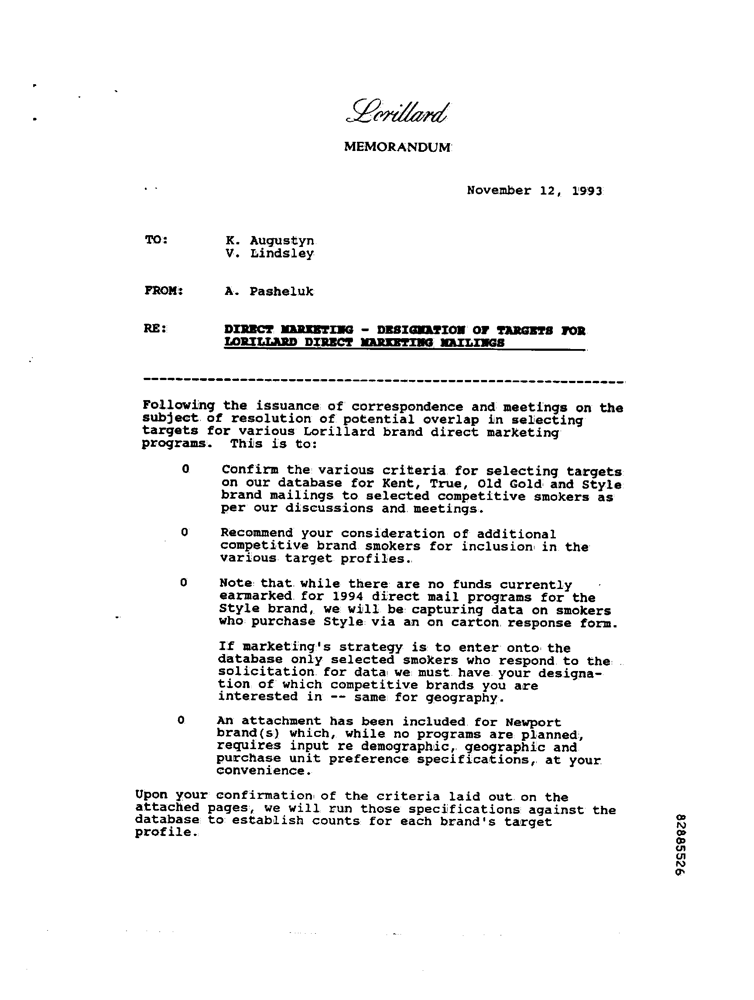 Lorillard
MEMORANDUM
November 12, 1993
TO: K. Augustyn
V. Lindsley
FROM: A. Pasheluk
RE: DIRECT MARKETING - DESIGNATION OF TARGETS FOR
LORILLARD DIRECT MARKETING MAILINGS
Following the issuance of correspondence and meetings on the
subject of resolution of potential overlap in selecting
targets for various Lorillard brand direct marketing
programs. This is to:
0 Confirm the various criteria for selecting targets
on our database for Kent, True, Old Gold and Style
brand mailings to selected competitive smokers as
per our discussions and meetings.
0 Recommend your consideration of additional
competitive brand smokers for inclusion in the
various target profiles.
0 Note that while there are no funds currently
earmarked for 1994 direct mail programs for the
Style brand, we will be capturing data on smokers
who purchase Style via an on carton response form.
If marketing's strategy is to enter onto the
database only selected smokers who respond to the
solicitation for data we must have your designa-
tion of which competitive brands you are
interested in -- same for geography.
0 An attachment has been included for Newport
brand(s) which, while no programs are planned,
requires input re demographic, geographic and
purchase unit preference specifications, at your
convenience.
Upon your confirmation of the criteria laid out on the
attached pages, we will run those specifications against the
database to establish counts for each brand's target
profile.
82885526